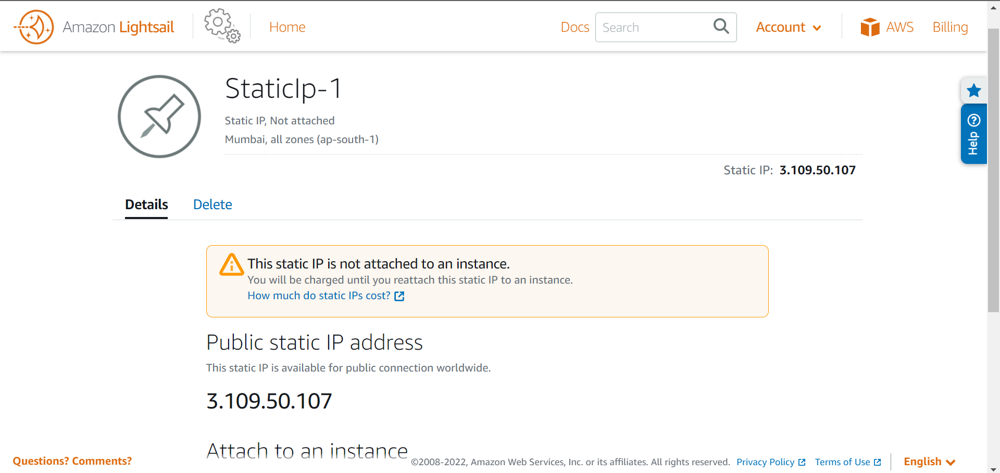 Amazon Lightsail
Home
Docs
Search
Account
AWS
Billing
StaticIp-1
Static IP, Not attached
Mumbai, all zones (ap-south-1)
Static IP: 3.109.50.107
Help
Details
Delete
This static IP is not attached to an instance.
You will be charged until you reattach this static IP to an instance.
How much do static IPs cost?
Public static IP address
This static IP is available for public connection worldwide.
3.109.50.107
Attach to an instance
Questions? Comments?
©2008-2022, Amazon Web Services, Inc. or its affiliates. All rights reserved.
Privacy Policy
Terms of Use
English